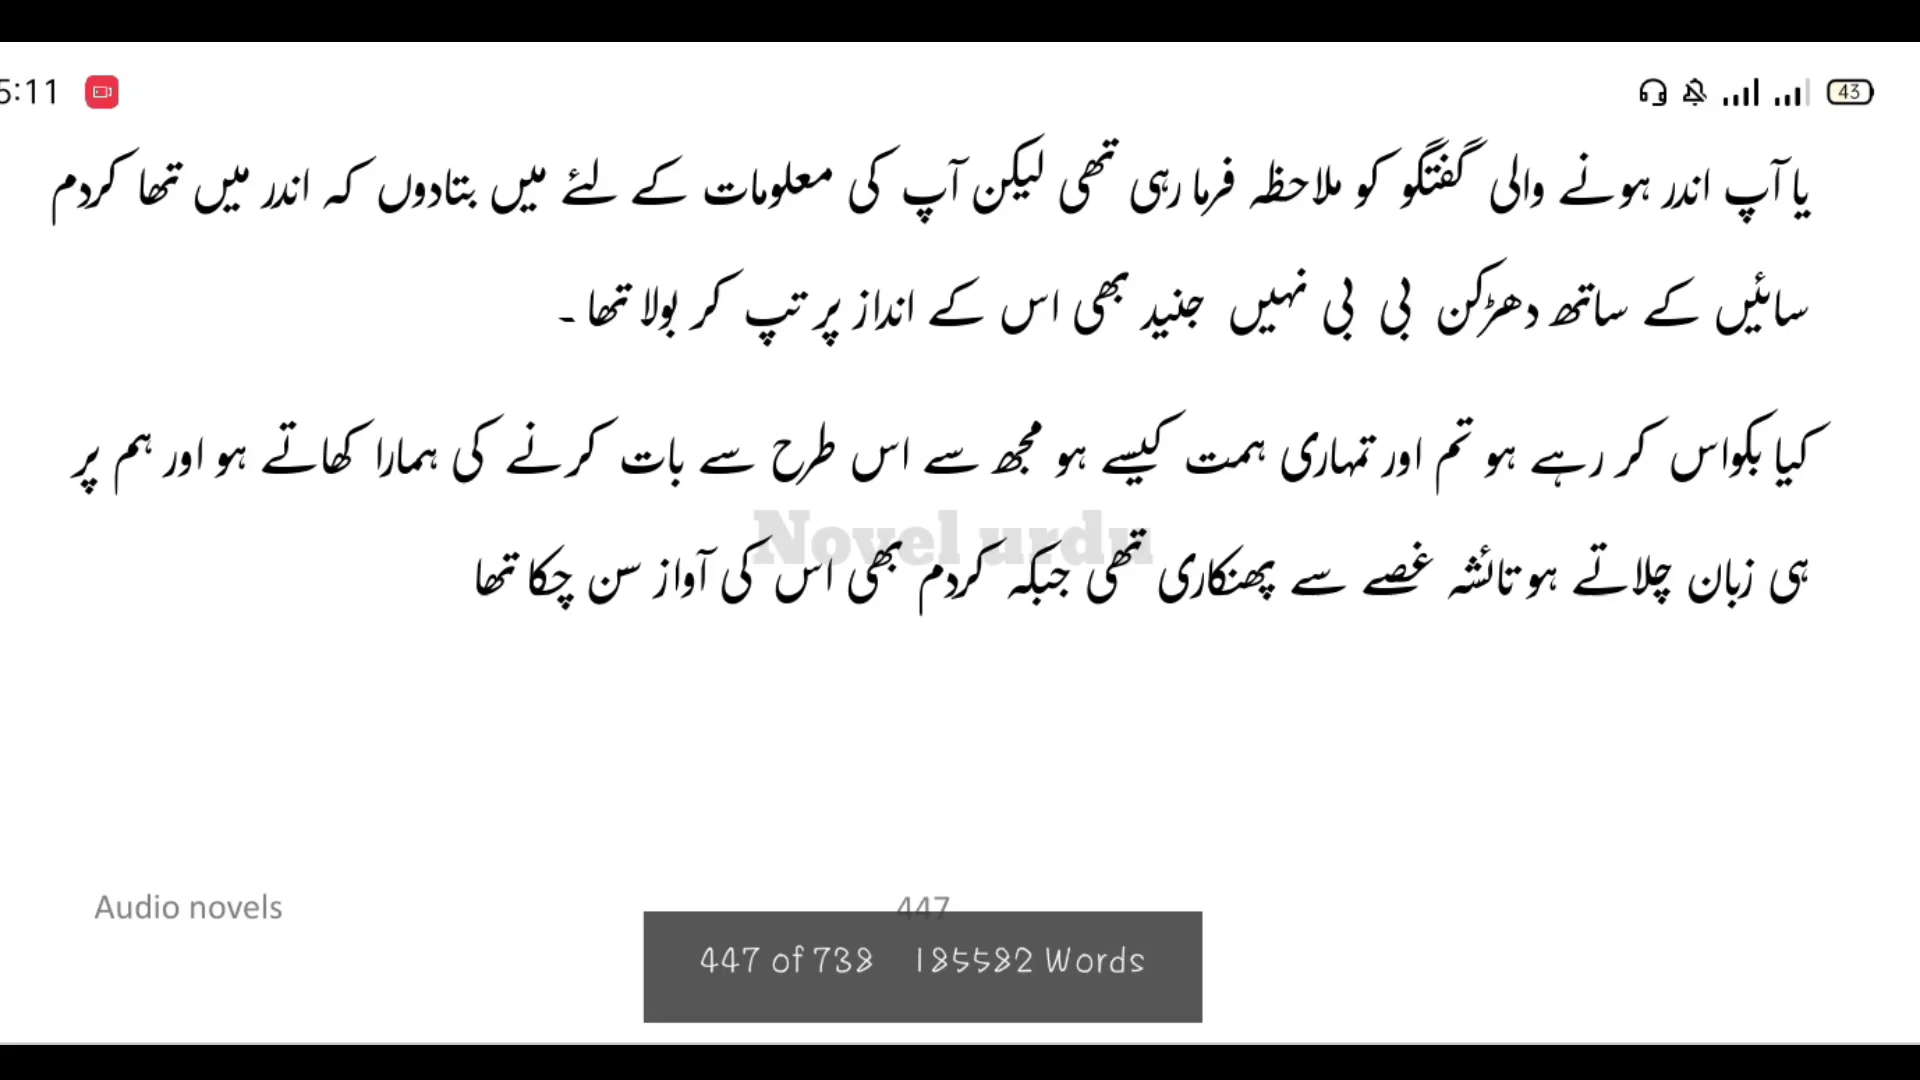 5:11
43
یا آپ اندر ہونے والی گفتگو کو ملاحظہ فرما رہی تھی لیکن آپ کی معلومات کے لئے میں بتادوں کہ اندر میں تھا کردم
سائیں کے ساتھ دھڑکن بی بی نہیں جنید بھی اس کے انداز پر تپ کر بولا تھا۔
کیا بکواس کر رہے ہو تم اور تمہاری ہمت کیسے ہو مجھ سے اس طرح سے بات کرنے کی ہمارا کھاتے ہو اور ہم پر
Novel urdu
ہی زبان چلاتے ہو تائشہ غصے سے پھنکاری تھی جبکہ کردم بھی اس کی آواز سن چکا تھا
Audio novels
447
447 of 738 185582 Words